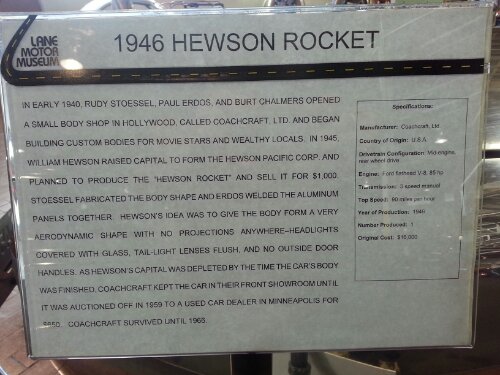 LANE
MOTOR
MUSEUM
1946 HEWSON ROCKET
IN EARLY 1940, RUDY STOESSEL, PAUL ERDOS, AND BURT CHALMERS OPENED
A SMALL BODY SHOP IN HOLLYWOOD, CALLED COACHCRAFT, LTD. AND BEGAN
BUILDING CUSTOM BODIES FOR MOVIE STARS AND WEALTHY LOCALS. IN 1945,
WILLIAM HEWSON RAISED CAPITAL TO FORM THE HEWSON PACIFIC CORP. AND
PLANNED TO PRODUCE THE "HEWSON ROCKET" AND SELL IT FOR $1,000.
STOESSEL FABRICATED THE BODY SHAPE AND ERDOS WELDED THE ALUMINUM
PANELS TOGETHER. HEWSON'S IDEA WAS TO GIVE THE BODY FORM A VERY
AERODYNAMIC SHAPE WITH NO PROJECTIONS ANYWHERE–HEADLIGHTS
COVERED WITH GLASS, TAIL-LIGHT LENSES FLUSH, AND NO OUTSIDE DOOR
HANDLES. AS HEWSON'S CAPITAL WAS DEPLETED BY THE TIME THE CAR'S BODY
WAS FINISHED, COACHCRAFT KEPT THE CAR IN THEIR FRONT SHOWROOM UNTIL
IT WAS AUCTIONED OFF IN 1959 TO A USED CAR DEALER IN MINNEAPOLIS FOR
COACHCRAFT SURVIVED UNTIL
Specifications:
Manufacturer: Coachcraft, Ltd.
Country of Origin: U.S.A.
Drivetrain Configuration: Mid-engine,
rear wheel drive
Engine: Ford flathead V-8, 85 hp
Transmission: 3 speed manual
Top Speed: 90 miles per hour
Year of Production: 1946
Number Produced: 1
Original Cost: $16,000